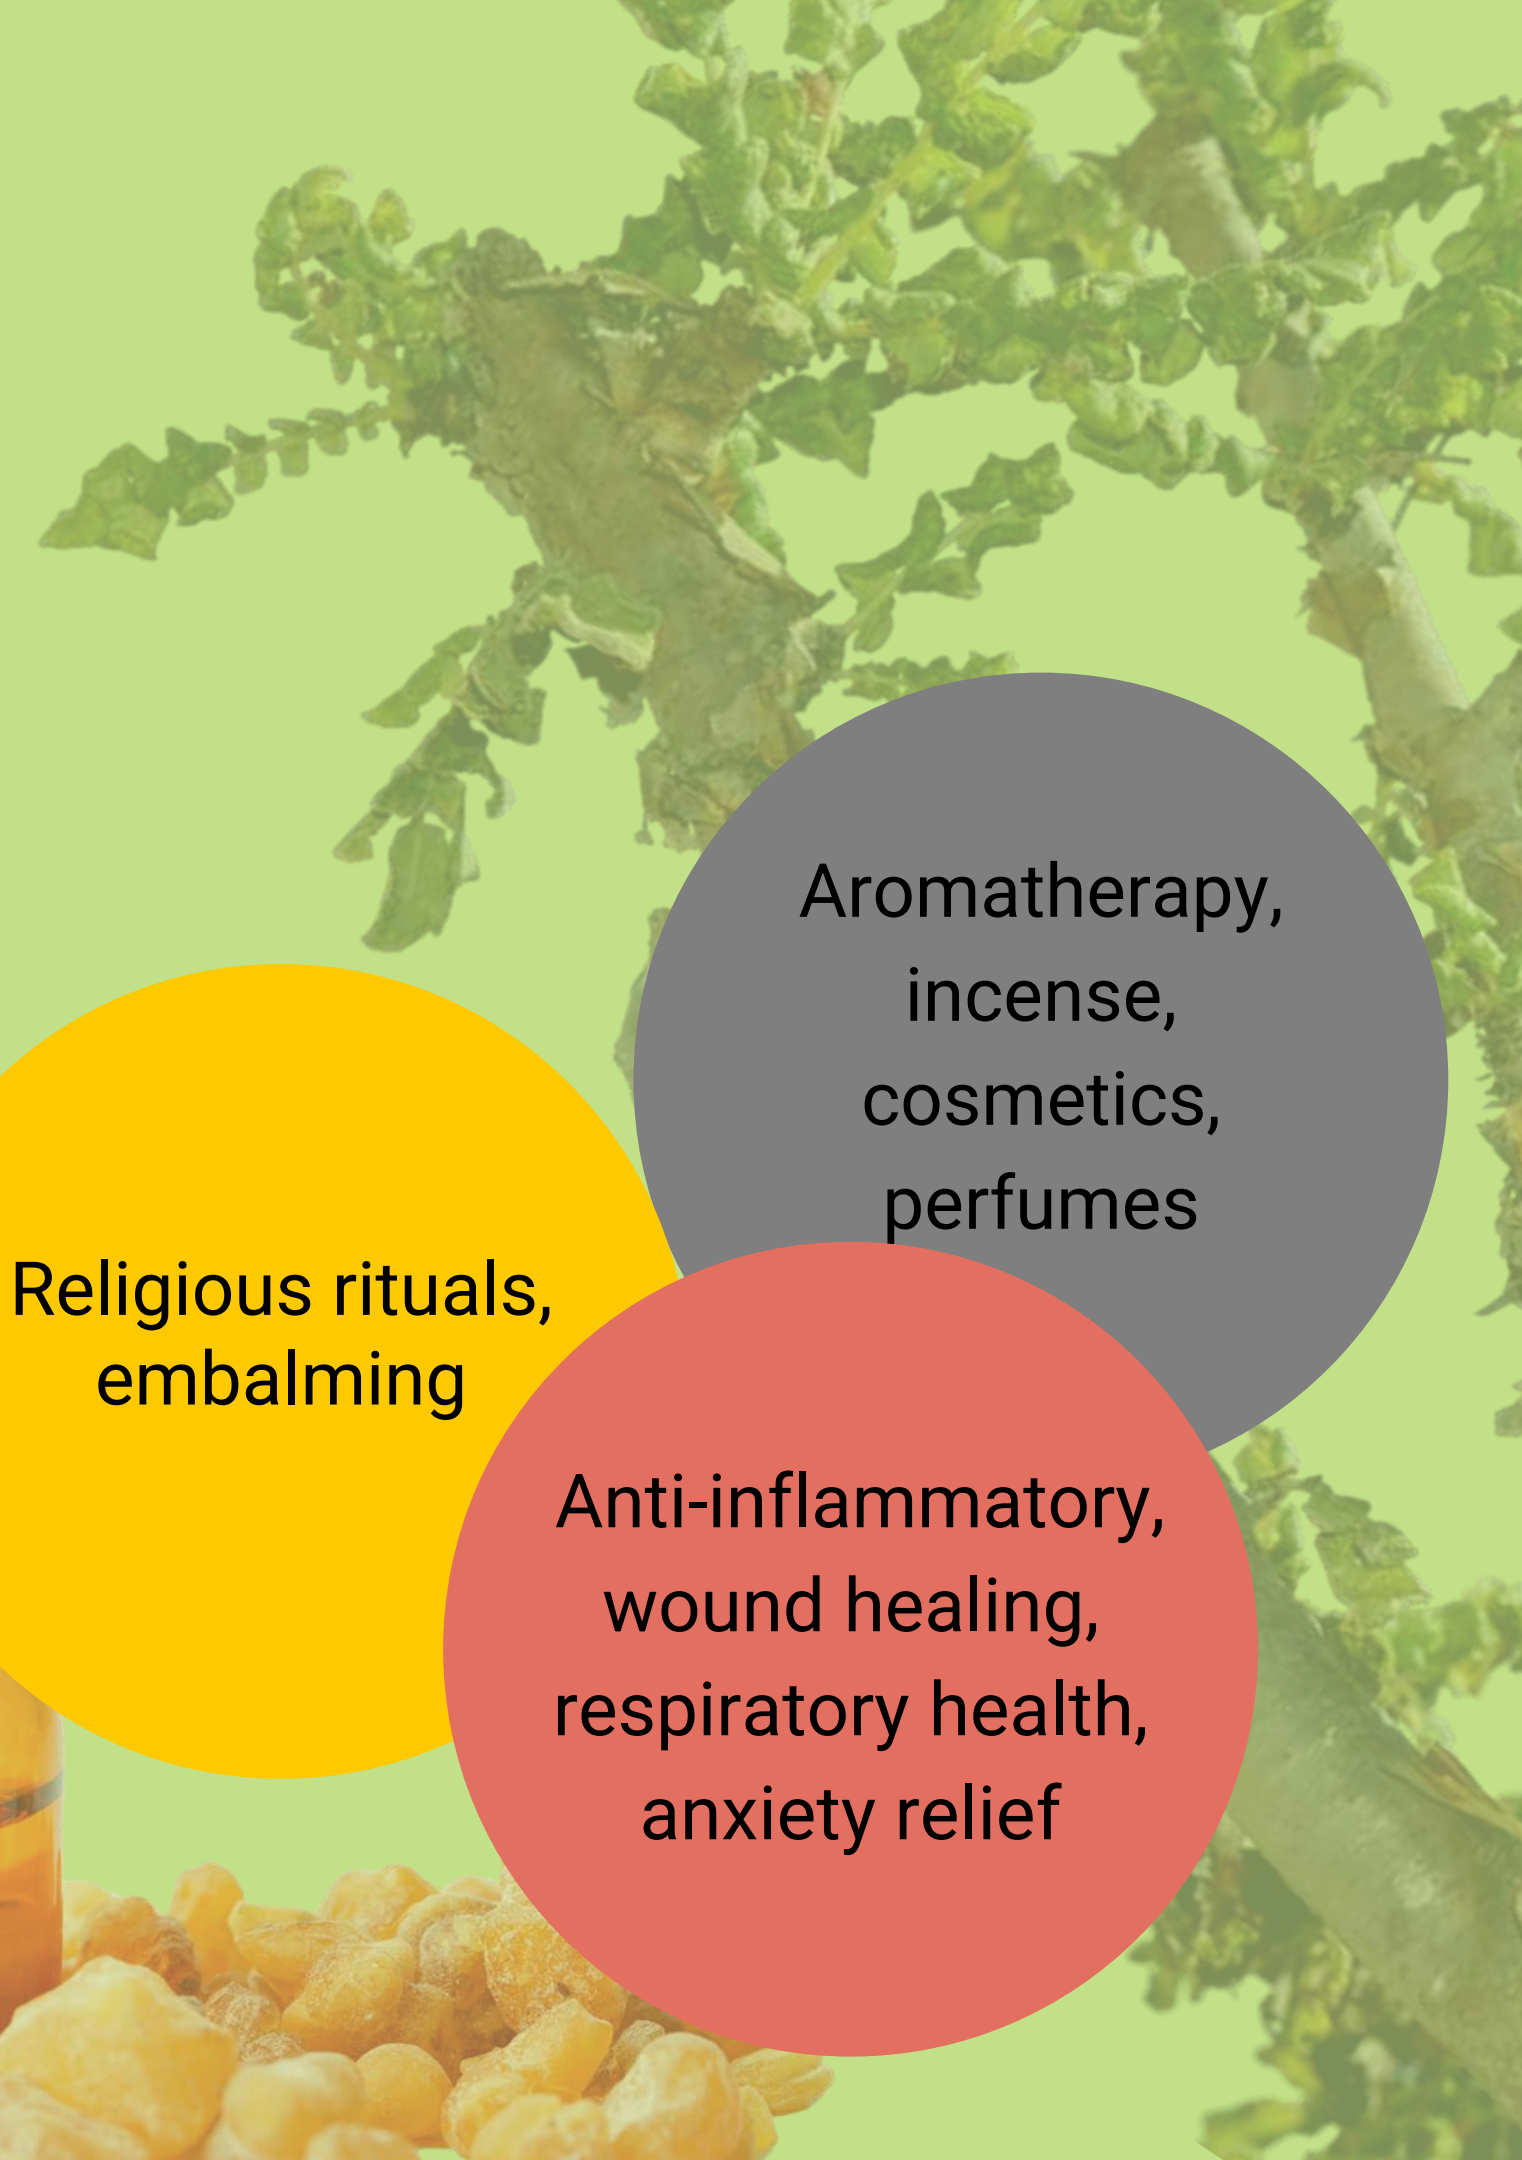 Aromatherapy,
incense,
cosmetics,
perfumes
Religious rituals,
embalming
Anti-inflammatory,
wound healing,
respiratory health,
anxiety relief